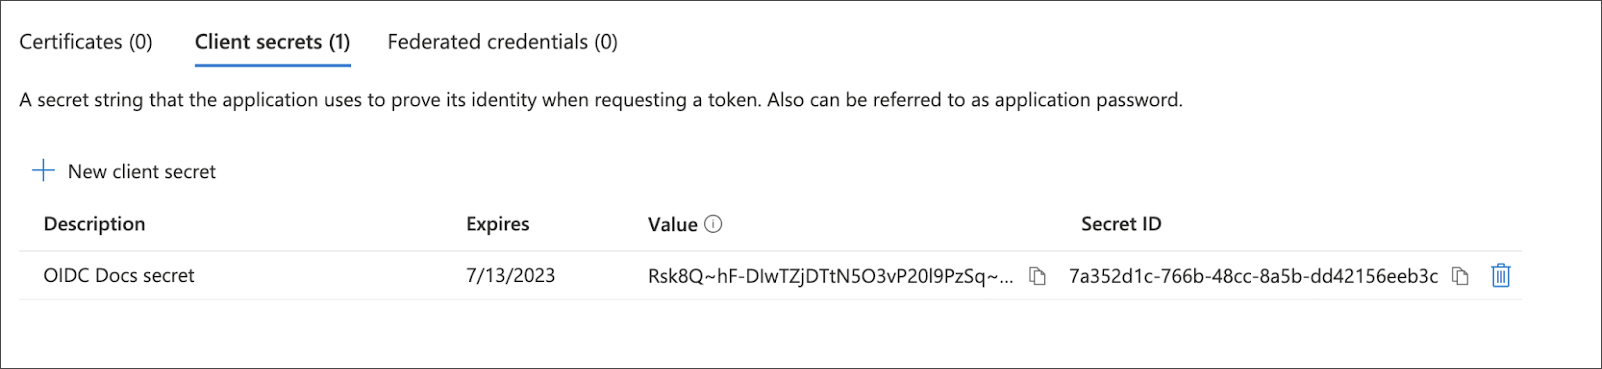 Certificates (0) Client secrets (1) Federated credentials (0)
A secret string that the application uses to prove its identity when requesting a token. Also can be referred to as application password.
New client secret
Description Expires Value Secret ID
OIDC Docs secret 7/13/2023 Rsk8Q~hF-DIwTZjDTtN5O3vP20l9PzSq~... 7a352d1c-766b-48cc-8a5b-dd42156eeb3c